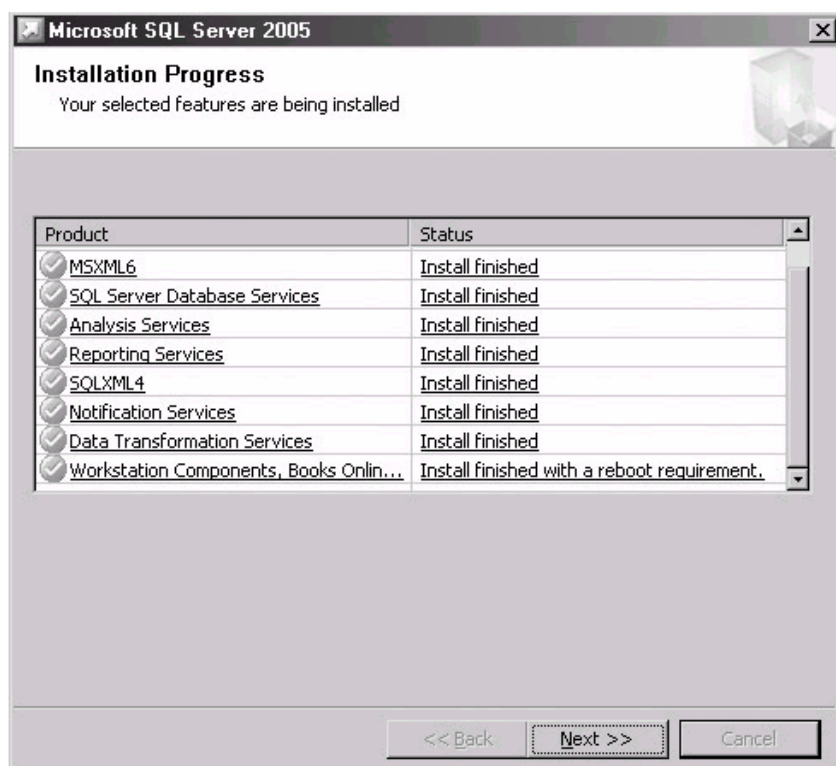 Microsoft SQL Server 2005
Installation Progress
Your selected features are being installed
Product Status
MSXML6 Install finished
SQL Server Database Services Install finished
Analysis Services Install finished
Reporting Services Install finished
SQLXML4 Install finished
Notification Services Install finished
Data Transformation Services Install finished
Workstation Components, Books Onlin... Install finished with a reboot requirement.
<< Back Next >> Cancel